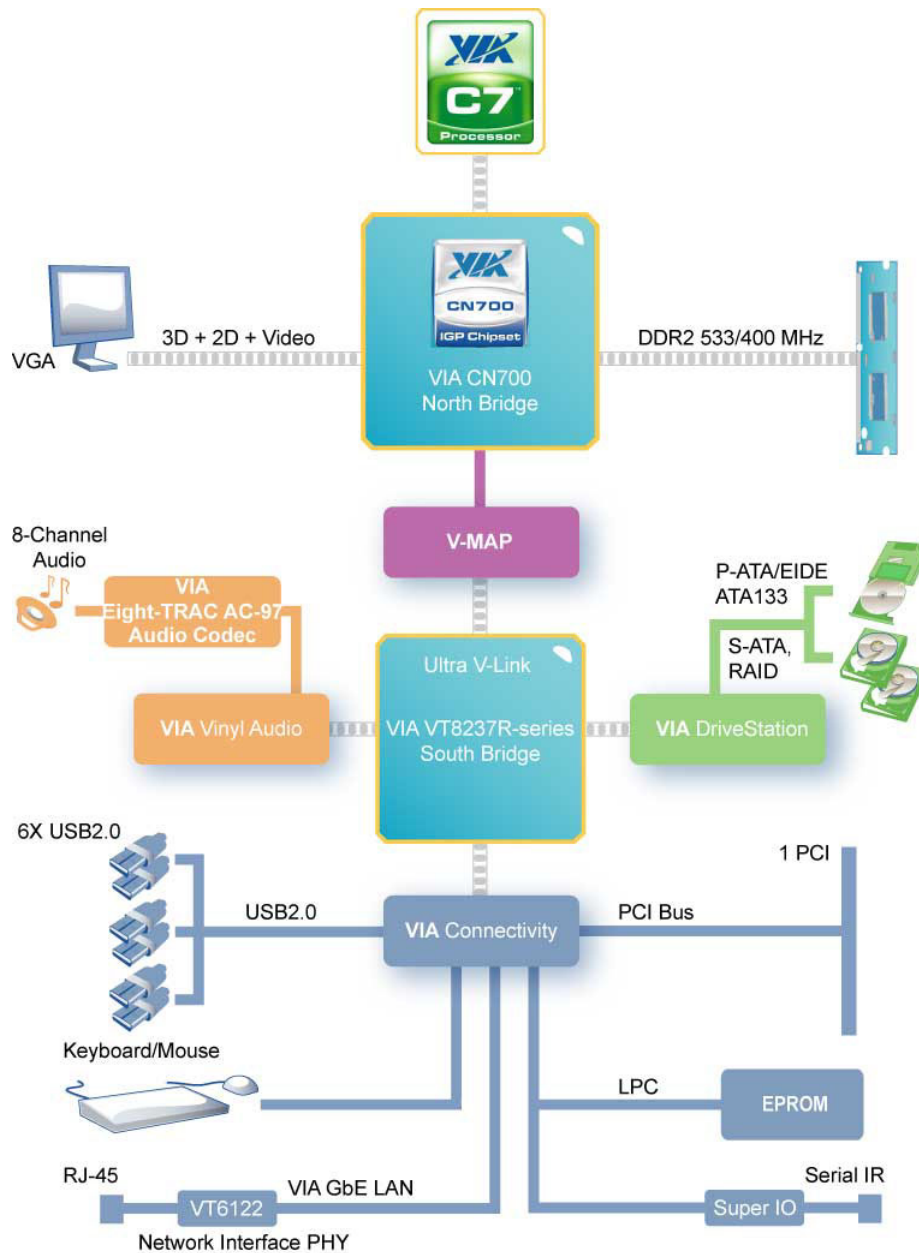 VIA
C7™
Processor
VIA
CN700
IGP Chipset
VIA CN700
North Bridge
VGA
3D + 2D + Video
DDR2 533/400 MHz
V-MAP
8-Channel
Audio
VIA
Eight-TRAC AC-97
Audio Codec
P-ATA/EIDE
ATA133
S-ATA,
RAID
Ultra V-Link
VIA VT8237R-series
South Bridge
VIA Vinyl Audio
VIA DriveStation
6X USB2.0
USB2.0
VIA Connectivity
PCI Bus
1 PCI
Keyboard/Mouse
LPC
EPROM
RJ-45
VIA GbE LAN
VT6122
Network Interface PHY
Super IO
Serial IR